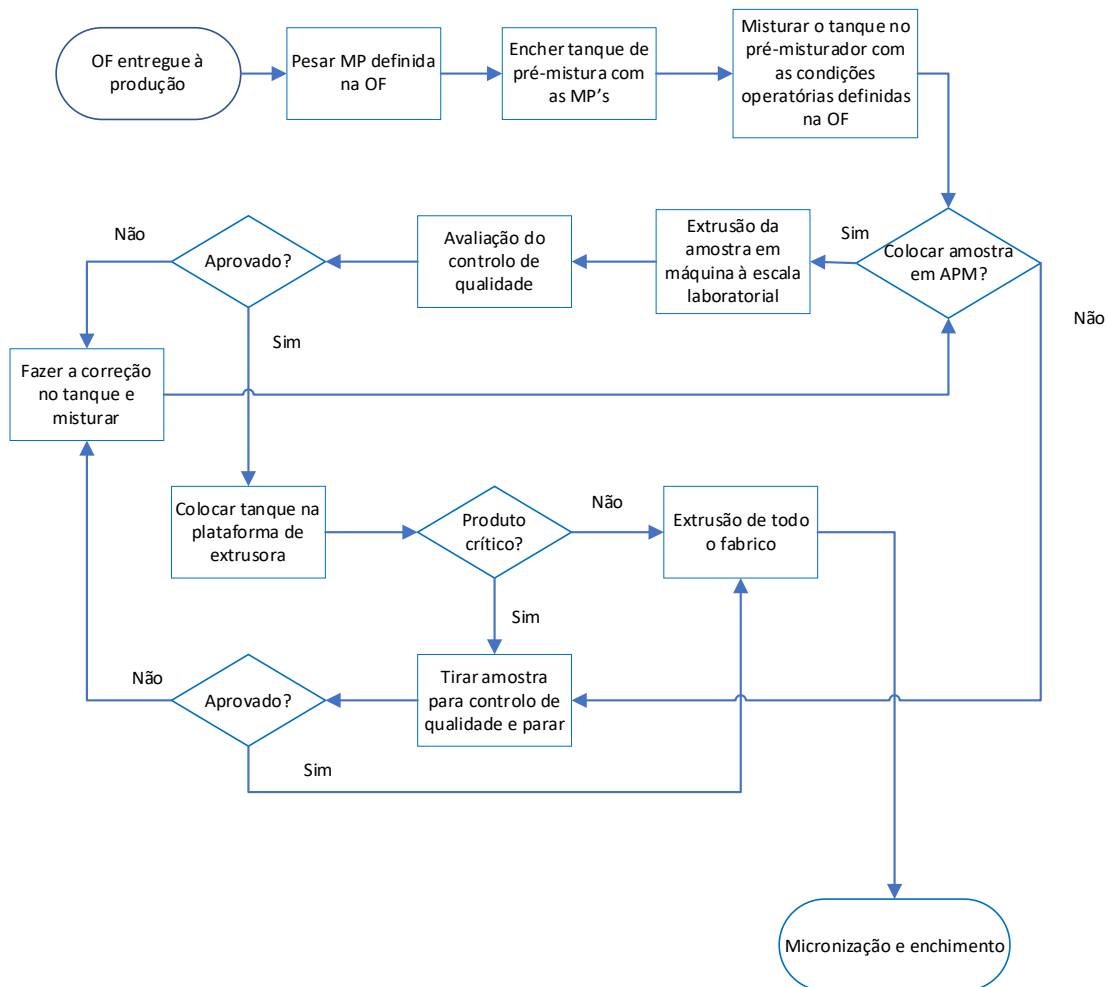 OF entregue à
produção
Pesar MP definida
na OF
Encher tanque de
pré-mistura com
as MP’s
Misturar o tanque no
pré-misturador com
as condições
operatórias definidas
na OF
Colocar amostra
em APM?
Sim
Não
Extrusão da
amostra em
máquina à escala
laboratorial
Avaliação do
controlo de
qualidade
Aprovado?
Não
Sim
Fazer a correção
no tanque e
misturar
Colocar tanque na
plataforma de
extrusora
Produto
crítico?
Não
Sim
Extrusão de todo
o fabrico
Tirar amostra
para controlo de
qualidade e parar
Aprovado?
Não
Sim
Micronização e enchimento